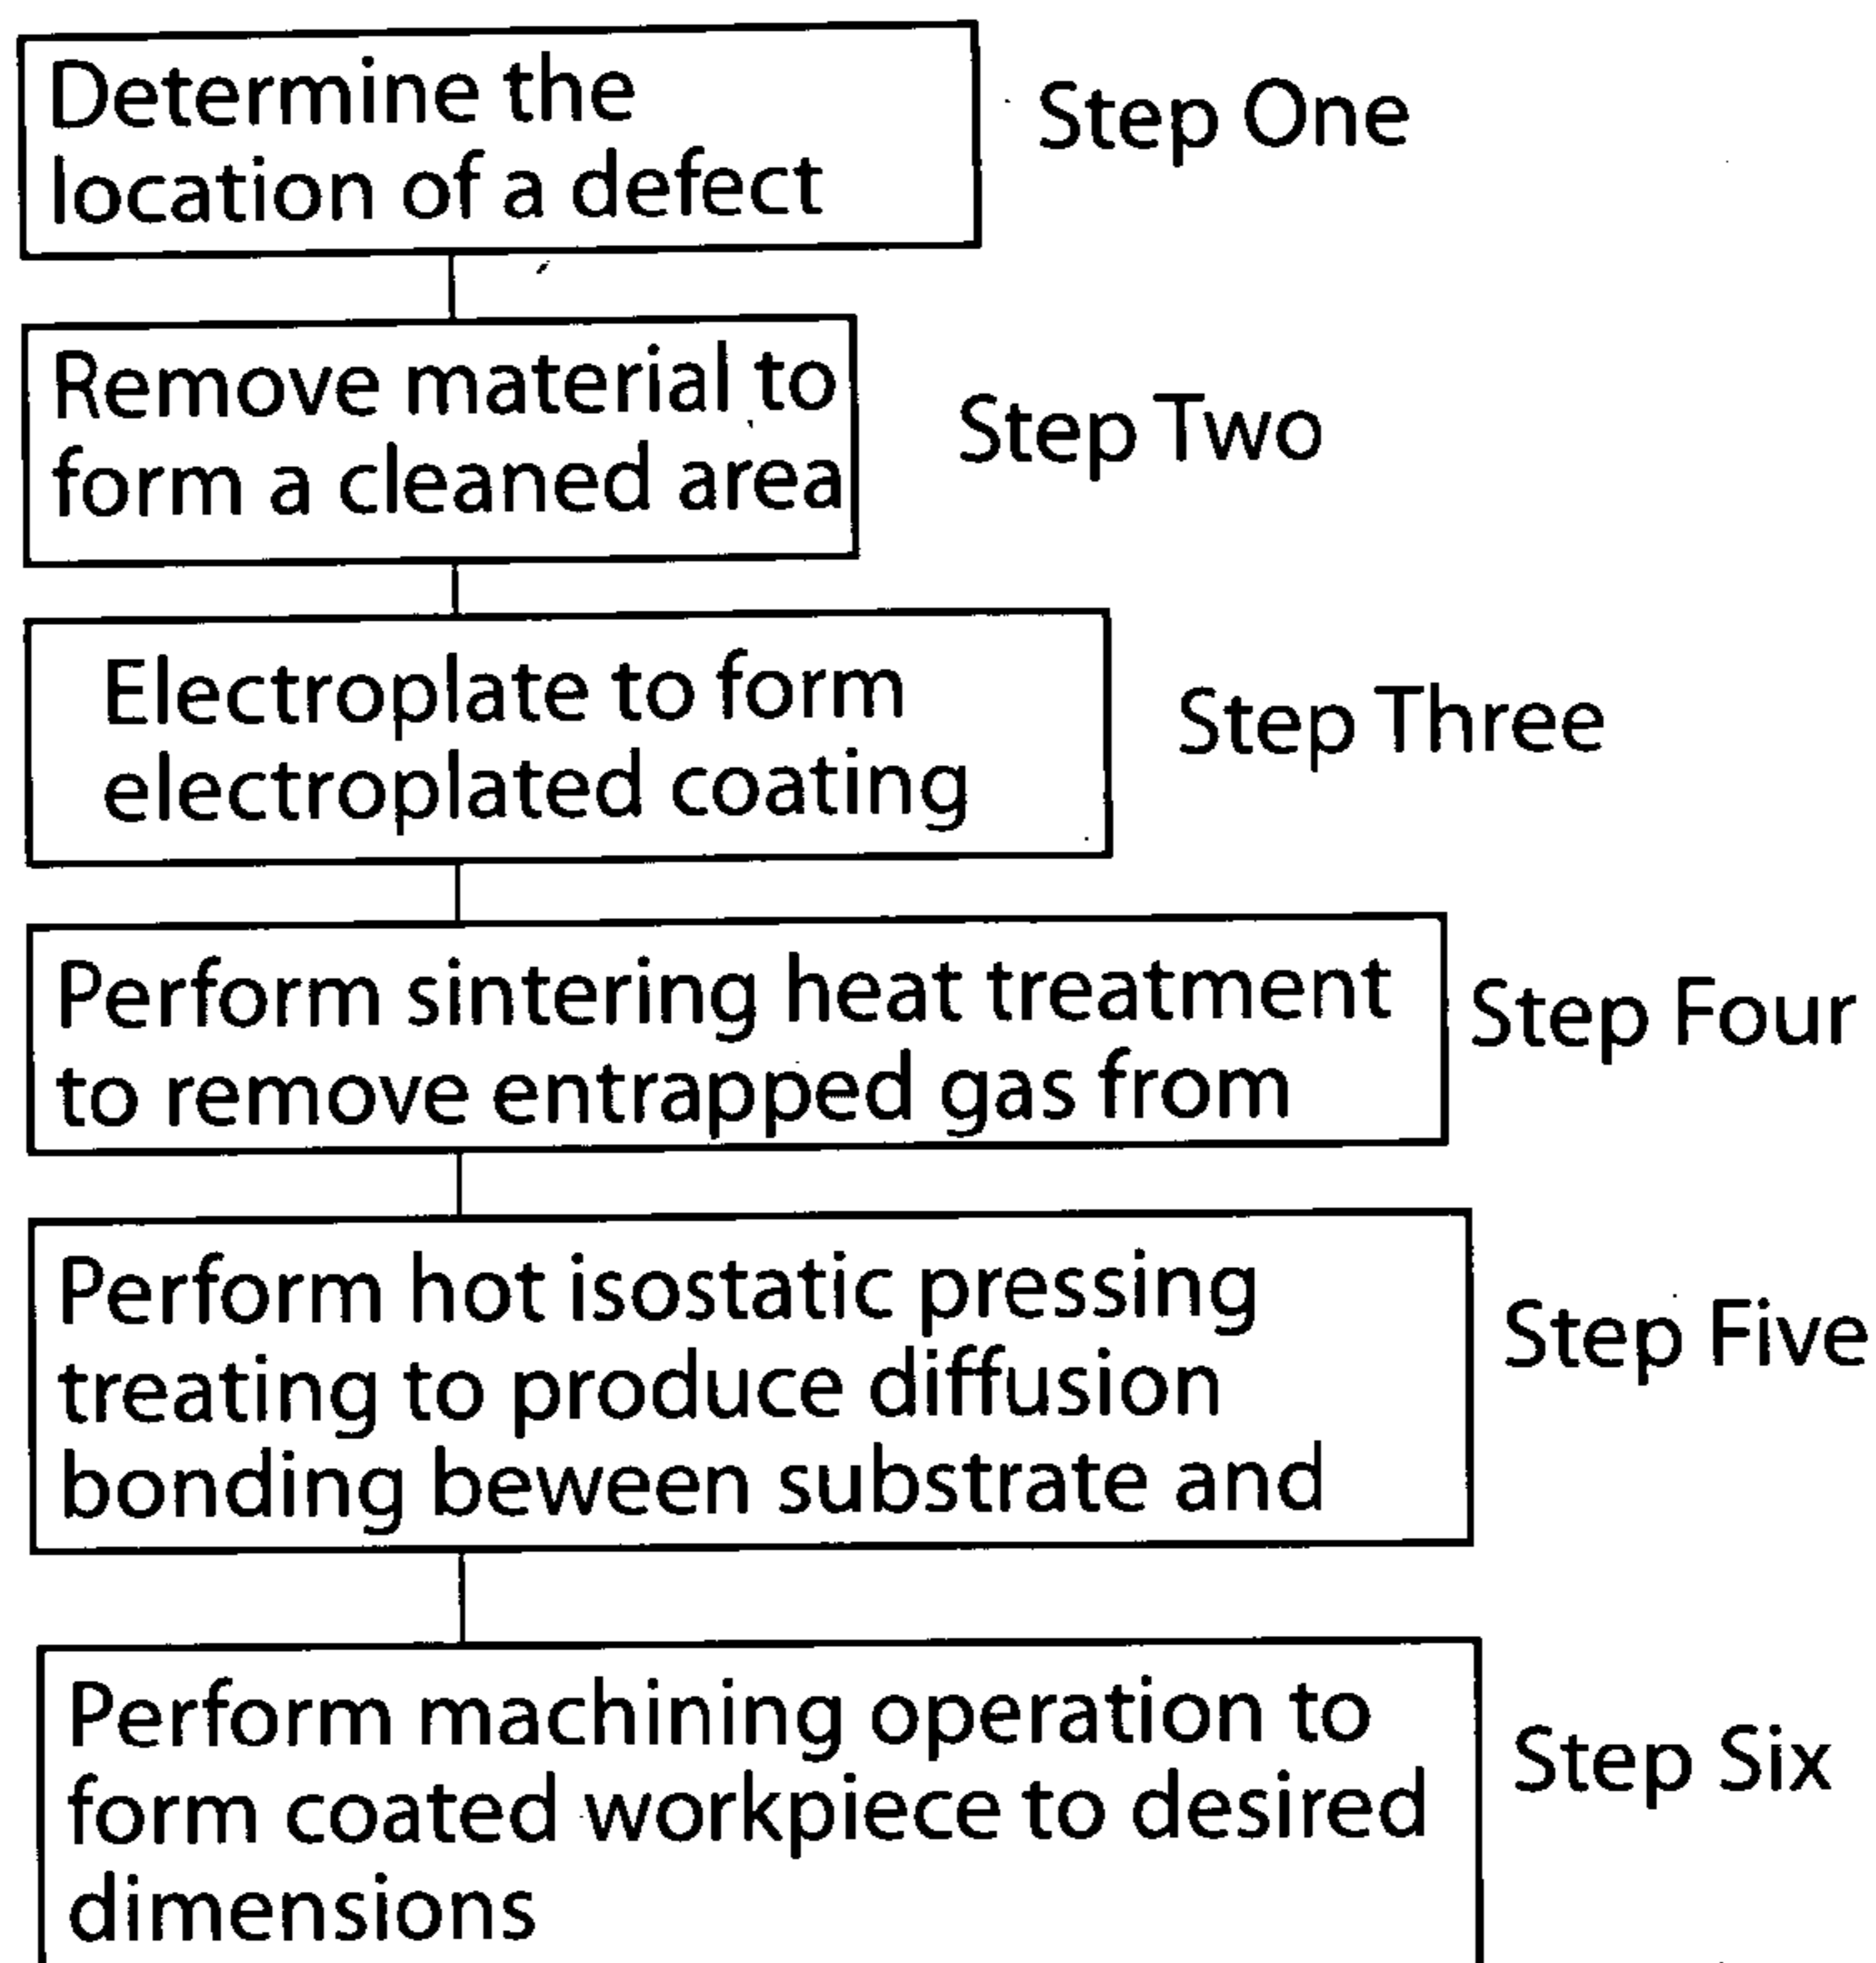 Determine the
location of a defect
Step One
Remove material to
form a cleaned area
Step Two
Electroplate to form
electroplated coating
Step Three
Perform sintering heat treatment
to remove entrapped gas from
Step Four
Perform hot isostatic pressing
treating to produce diffusion
bonding beween substrate and
Step Five
Perform machining operation to
form coated workpiece to desired
dimensions
Step Six